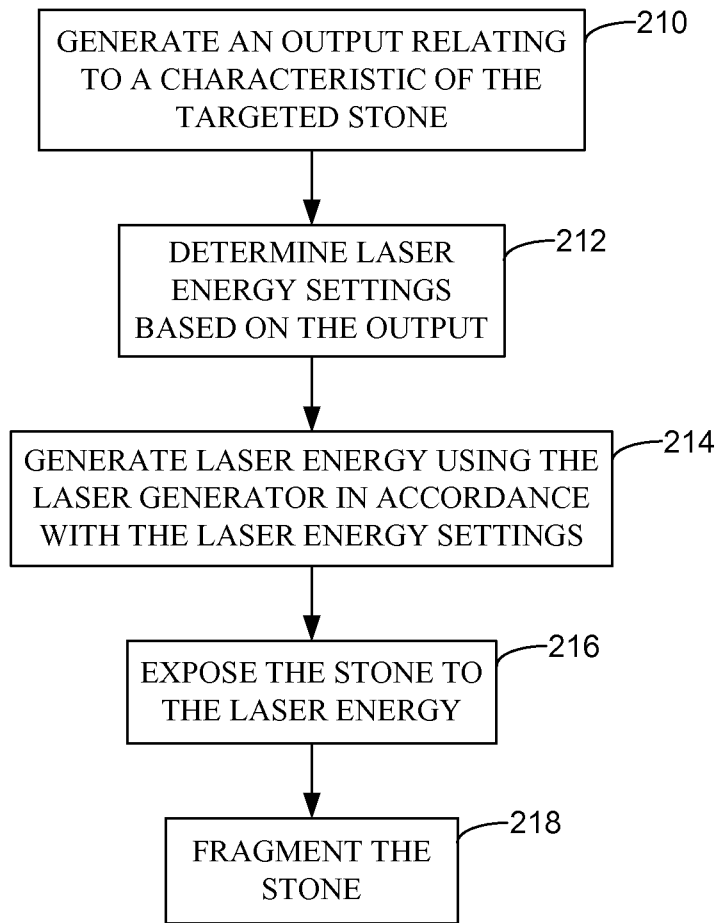 GENERATE AN OUTPUT RELATING
TO A CHARACTERISTIC OF THE
TARGETED STONE
210
DETERMINE LASER
ENERGY SETTINGS
BASED ON THE OUTPUT
212
GENERATE LASER ENERGY USING THE
LASER GENERATOR IN ACCORDANCE
WITH THE LASER ENERGY SETTINGS
214
EXPOSE THE STONE TO
THE LASER ENERGY
216
FRAGMENT THE
STONE
218